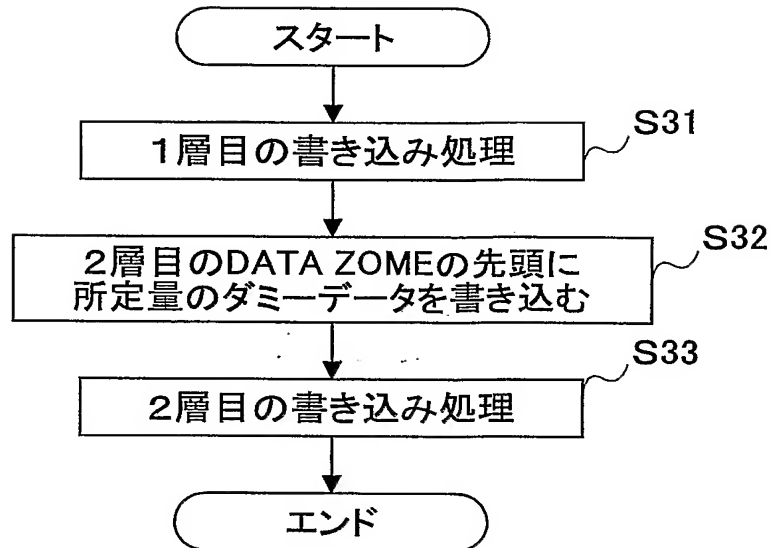 スタート
S31
1層目の書き込み処理
S32
2層目のDATA ZOMEの先頭に
所定量のダミーデータを書き込む
S33
2層目の書き込み処理
エンド